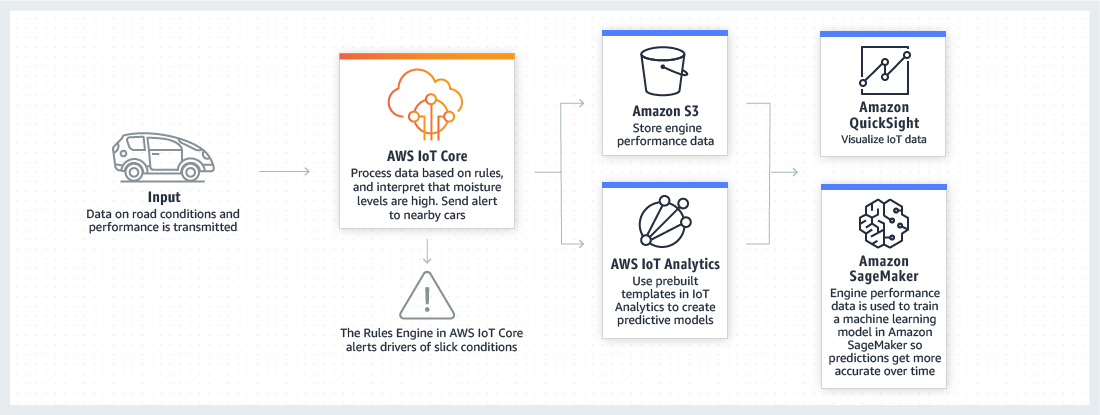 Input
Data on road conditions and
performance is transmitted
AWS IoT Core
Process data based on rules,
and interpret that moisture
levels are high. Send alert
to nearby cars
The Rules Engine in AWS IoT Core
alerts drivers of slick conditions
Amazon S3
Store engine
performance data
AWS IoT Analytics
Use prebuilt
templates in IoT
Analytics to create
predictive models
Amazon
QuickSight
Visualize IoT data
Amazon
SageMaker
Engine performance
data is used to train
a machine learning
model in Amazon
SageMaker so
predictions get more
accurate over time